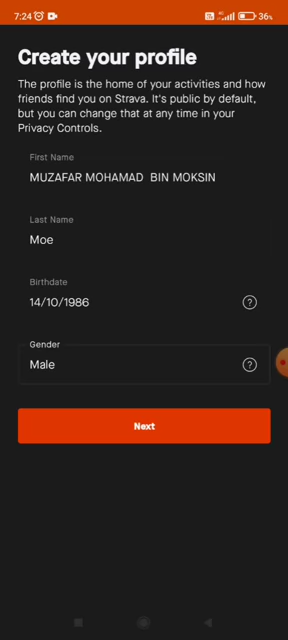 7:24
36%
Create your profile
The profile is the home of your activities and how
friends find you on Strava. It's public by default,
but you can change that at any time in your
Privacy Controls.
First Name
MUZAFAR MOHAMAD  BIN MOKSIN
Last Name
Moe
Birthdate
14/10/1986
?
Gender
Male
?
Next